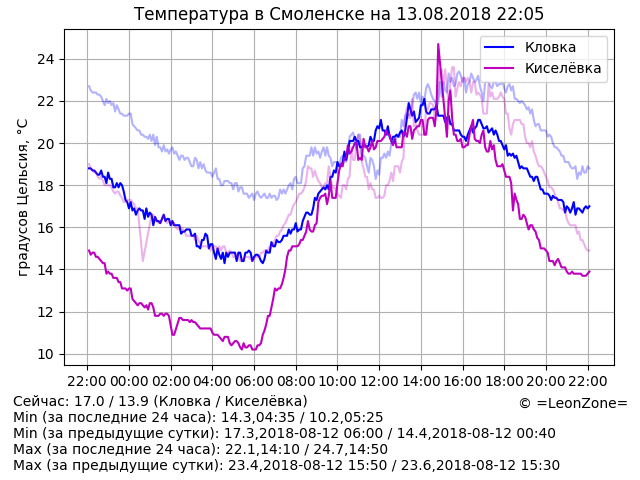 Температура в Смоленске на 13.08.2018 22:05
Кловка
Киселёвка
градусов Цельсия, °C
24
22
20
18
16
14
12
10
22:00 00:00 02:00 04:00 06:00 08:00 10:00 12:00 14:00 16:00 18:00 20:00 22:00
Сейчас: 17.0 / 13.9 (Кловка / Киселёвка)
© =LeonZone=
Min (за последние 24 часа): 14.3,04:35 / 10.2,05:25
Min (за предыдущие сутки): 17.3,2018-08-12 06:00 / 14.4,2018-08-12 00:40
Max (за последние 24 часа): 22.1,14:10 / 24.7,14:50
Max (за предыдущие сутки): 23.4,2018-08-12 15:50 / 23.6,2018-08-12 15:30